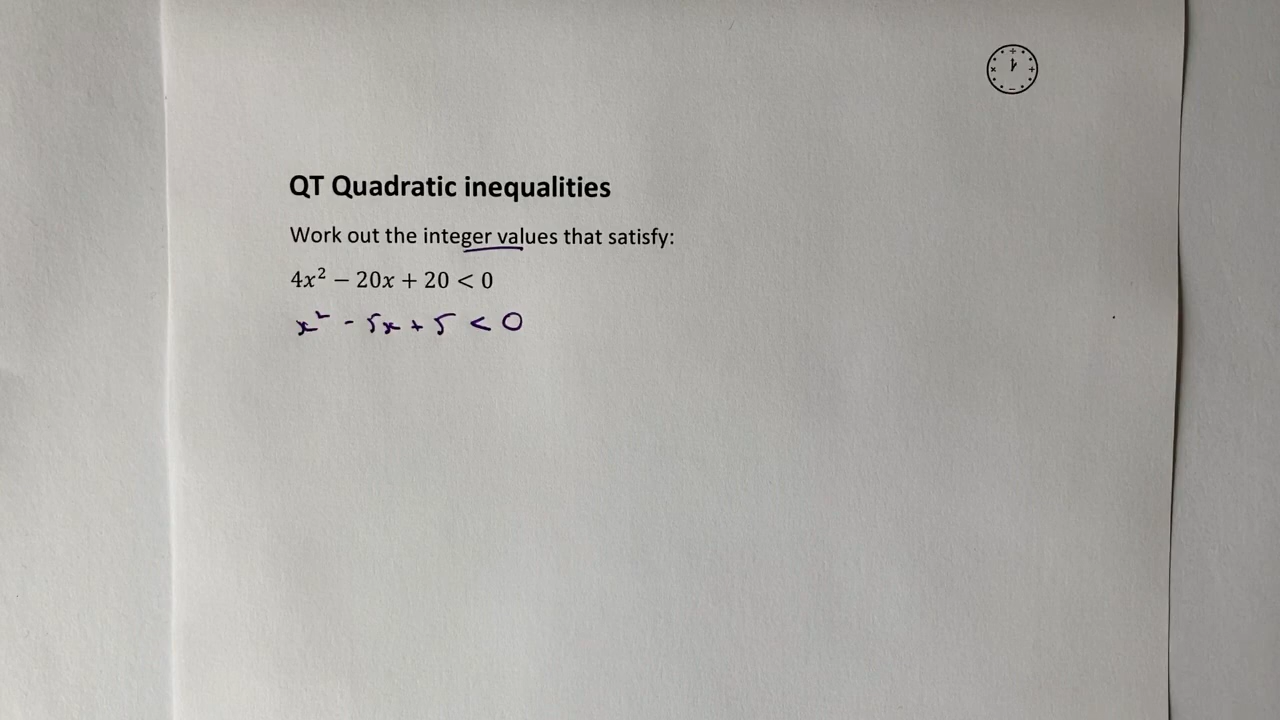 QT Quadratic inequalities
Work out the integer values that satisfy:
4x² − 20x + 20 < 0
x² - 5x + 5 < 0